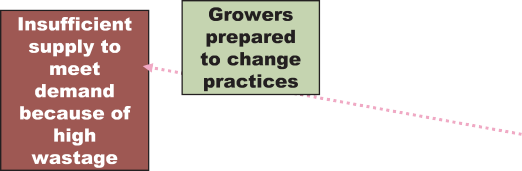 Insufficient
supply to
meet
demand
because of
high
wastage
Growers
prepared
to change
practices